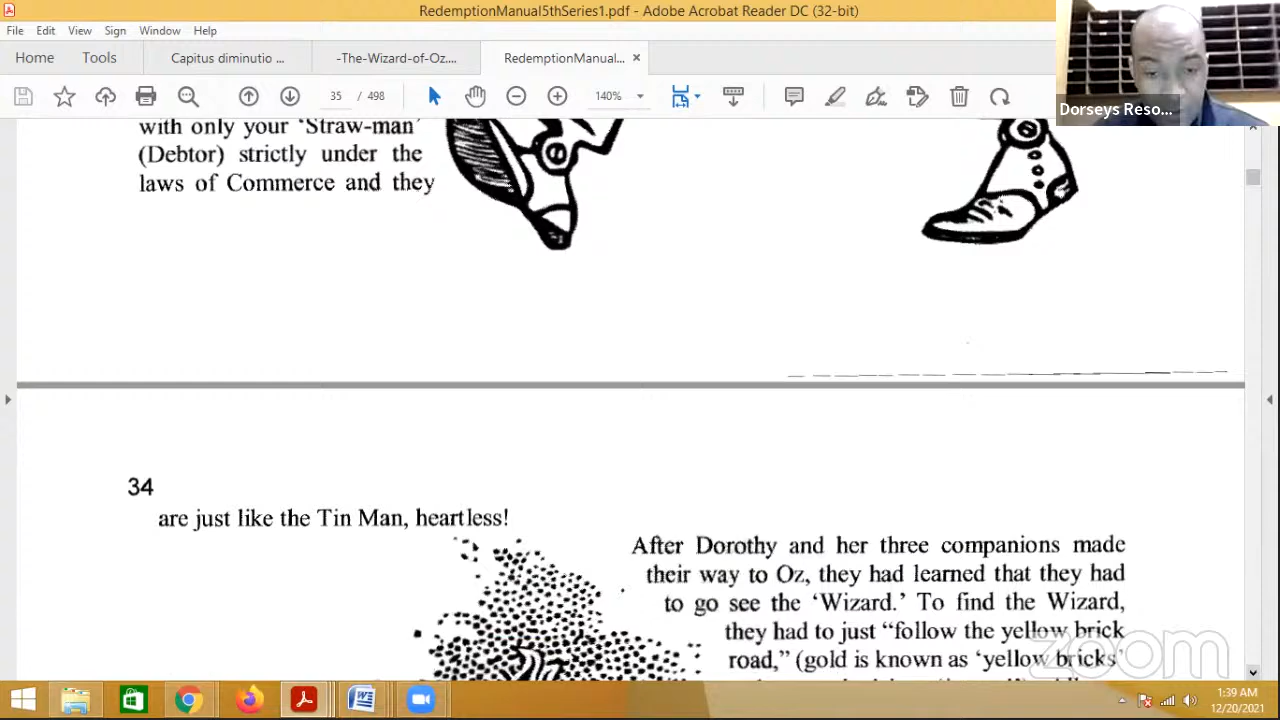 RedemptionManual5thSeries1.pdf - Adobe Acrobat Reader DC (32-bit)
File Edit View Sign Window Help
Home Tools Capitus diminutio ... -The-Wizard-of-Oz.... RedemptionManual... ×
35 / 498 140%
Dorseys Reso...
with only your ‘Straw-man’
(Debtor) strictly under the
laws of Commerce and they
34
are just like the Tin Man, heartless!
After Dorothy and her three companions made
their way to Oz, they had learned that they had
to go see the ‘Wizard.’ To find the Wizard,
they had to just “follow the yellow brick
road,” (gold is known as ‘yellow bricks’
zoom
1:39 AM
12/20/2021